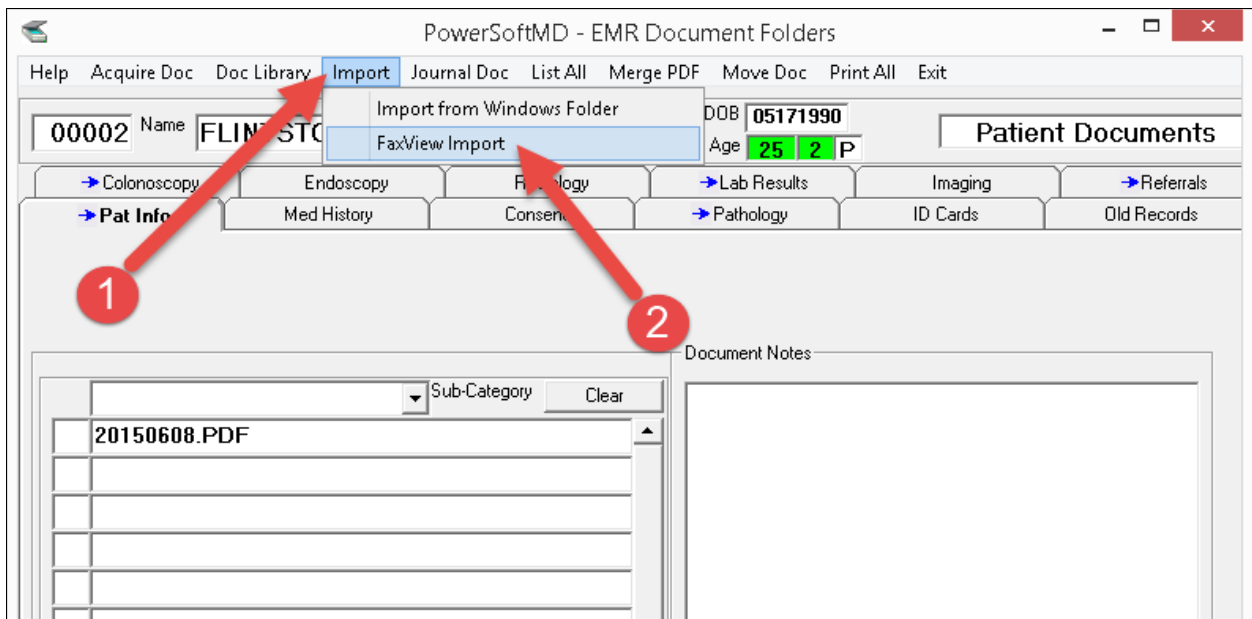 PowerSoftMD - EMR Document Folders
Help Acquire Doc Doc Library Import Journal Doc List All Merge PDF Move Doc Print All Exit
Import from Windows Folder
FaxView Import
00002 Name DOB 05171990
Age 25 2 P
Patient Documents
Colonoscopy Endoscopy Lab Results Imaging Referrals
Pat Info Med History Pathology ID Cards Old Records
1
2
Document Notes
Sub-Category Clear
20150608.PDF